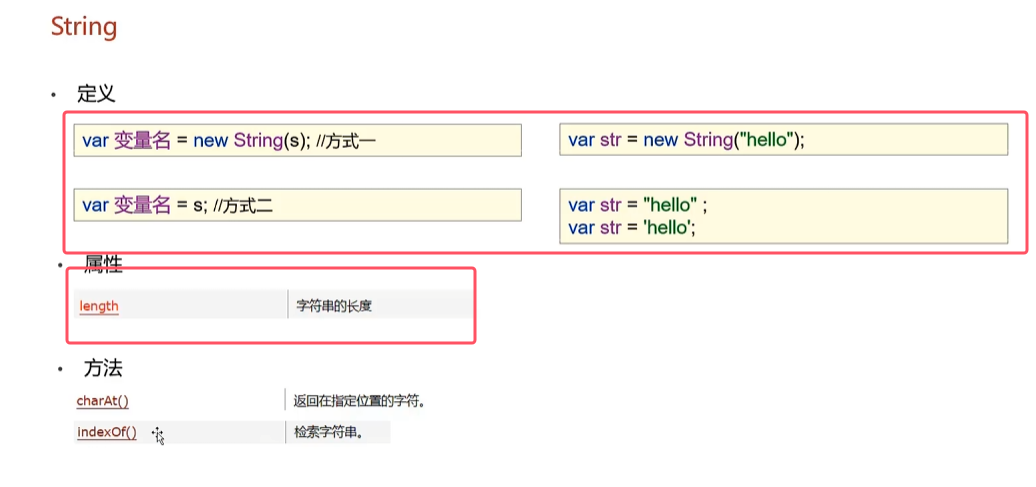 String
• 定义
var 变量名 = new String(s); //方式一
var str = new String("hello");
var 变量名 = s; //方式二
var str = "hello" ;
var str = 'hello';
• 属性
length 字符串的长度
• 方法
charAt() 返回在指定位置的字符。
indexOf() 检索字符串。